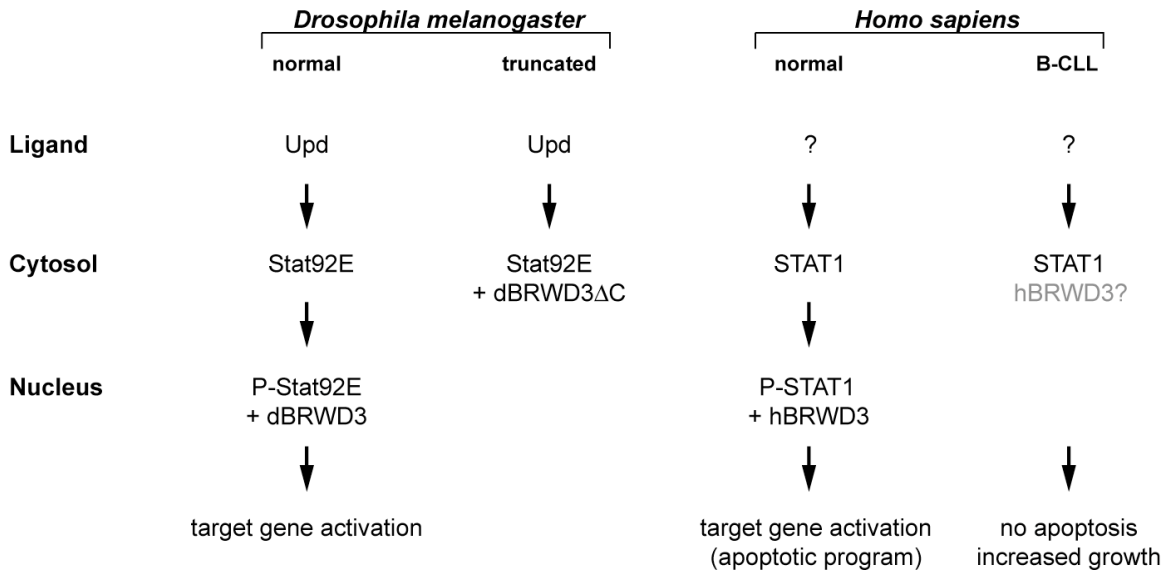 Drosophila melanogaster Homo sapiens
normal truncated normal B-CLL
Ligand Upd Upd ? ?
Cytosol Stat92E Stat92E STAT1 STAT1
+ dBRWD3ΔC hBRWD3?
Nucleus P-Stat92E P-STAT1
+ dBRWD3 + hBRWD3
target gene activation target gene activation no apoptosis
(apoptotic program) increased growth